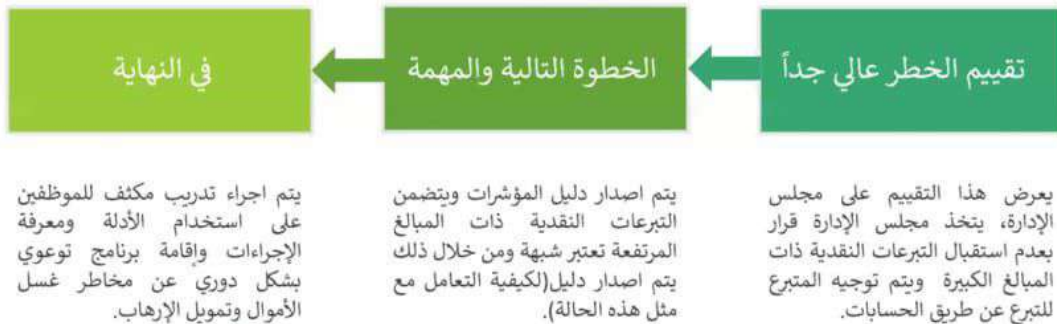 تقييم الخطر عالي جداً
الخطوة التالية والمهمة
في النهاية
يعرض هذا التقييم على مجلس
الإدارة، يتخذ مجلس الإدارة قرار
بعدم استقبال التبرعات النقدية ذات
المبالغ الكبيرة ويتم توجيه المتبرع
للتبرع عن طريق الحسابات.
يتم اصدار دليل المؤشرات ويتضمن
التبرعات النقدية ذات المبالغ
المرتفعة تعتبر شبهة ومن خلال ذلك
يتم اصدار دليل(لكيفية التعامل مع
مثل هذه الحالة).
يتم اجراء تدريب مكثف للموظفين
على استخدام الأدلة ومعرفة
الإجراءات وإقامة برنامج توعوي
بشكل دوري عن مخاطر غسل
الأموال وتمويل الإرهاب.